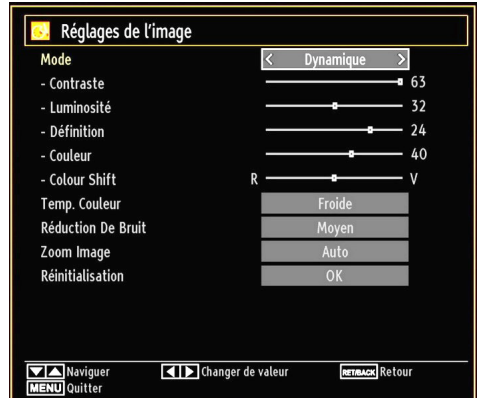 Réglages de l'image
Mode < Dynamique >
- Contraste 63
- Luminosité 32
- Définition 24
- Couleur 40
- Colour Shift R V
Temp. Couleur Froide
Réduction De Bruit Moyen
Zoom Image Auto
Réinitialisation OK
Naviguer Changer de valeur RET/BACK Retour
MENU Quitter